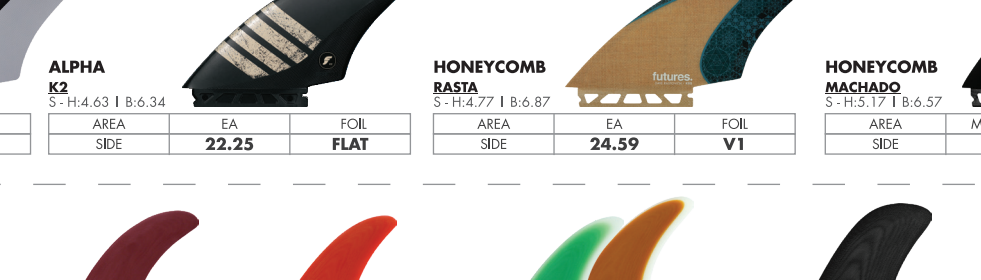 ALPHA
K2
S - H:4.63 | B:6.34
AREA EA FOIL
SIDE 22.25 FLAT
futures.
HONEYCOMB
RASTA
S - H:4.77 | B:6.87
AREA EA FOIL
SIDE 24.59 V1
HONEYCOMB
MACHADO
S - H:5.17 | B:6.57
AREA M
SIDE